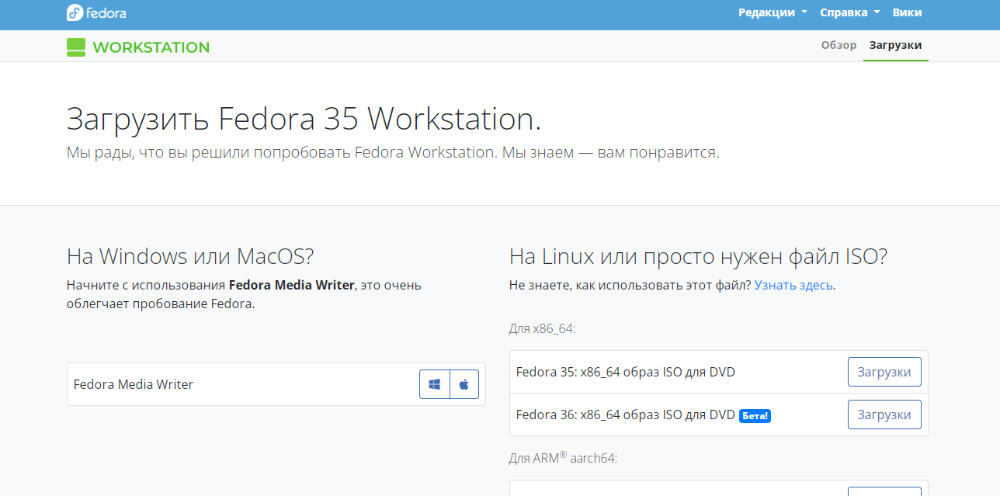 fedora
Редакции Справка Вики
WORKSTATION
Обзор Загрузки
Загрузить Fedora 35 Workstation.
Мы рады, что вы решили попробовать Fedora Workstation. Мы знаем — вам понравится.
На Windows или MacOS?
Начните с использования Fedora Media Writer, это очень
облегчает пробование Fedora.
Fedora Media Writer
На Linux или просто нужен файл ISO?
Не знаете, как использовать этот файл? Узнать здесь.
Для x86_64:
Fedora 35: x86_64 образ ISO для DVD Загрузки
Fedora 36: x86_64 образ ISO для DVD Бета! Загрузки
Для ARM® aarch64: